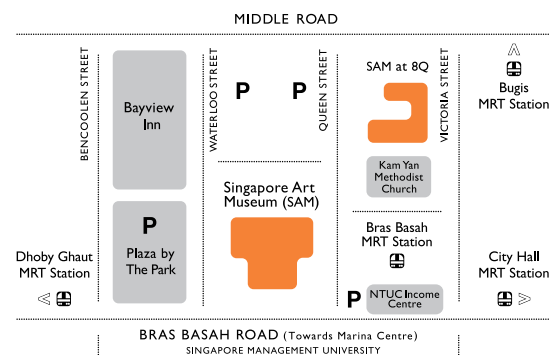 MIDDLE ROAD
BENCOOLEN STREET
Bayview
Inn
WATERLOO STREET
P
P
QUEEN STREET
SAM at 8Q
VICTORIA STREET
Bugis
MRT Station
Kam Yan
Methodist
Church
Singapore Art
Museum (SAM)
P
Plaza by
The Park
Dhoby Ghaut
MRT Station
Bras Basah
MRT Station
City Hall
MRT Station
P
NTUC Income
Centre
BRAS BASAH ROAD (Towards Marina Centre)
SINGAPORE MANAGEMENT UNIVERSITY